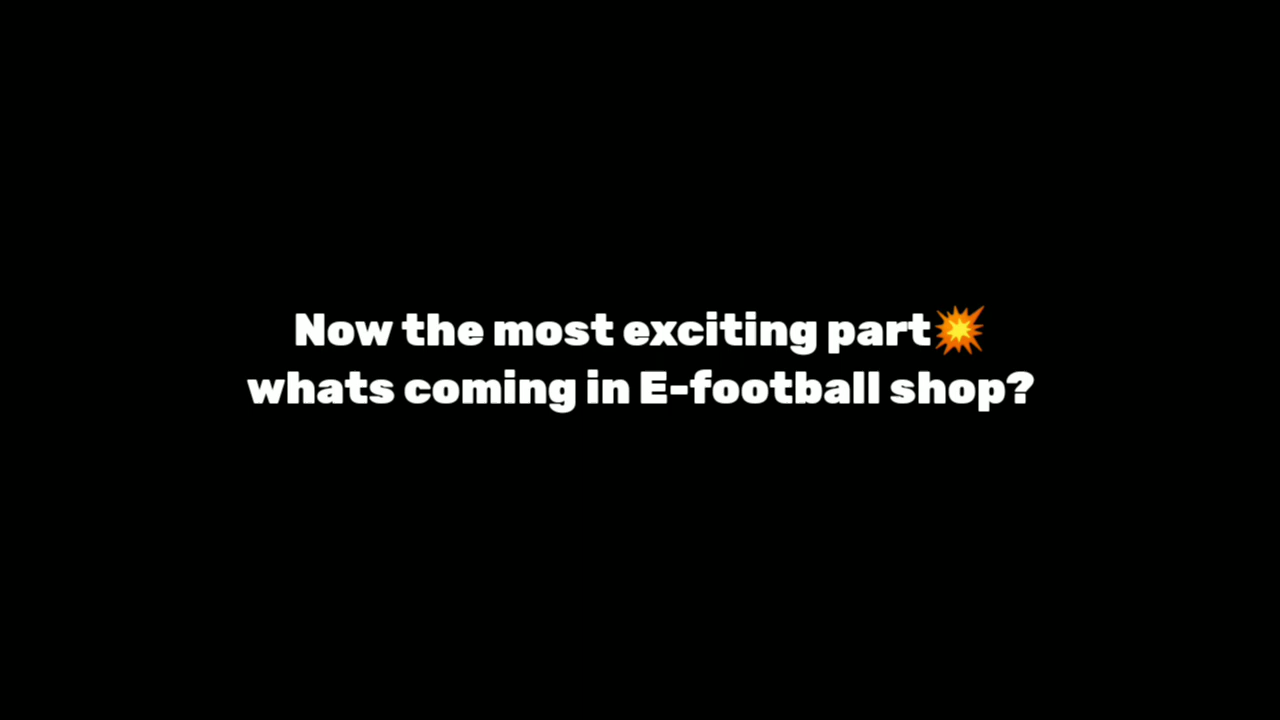 Now the most exciting part💥
whats coming in E-football shop?